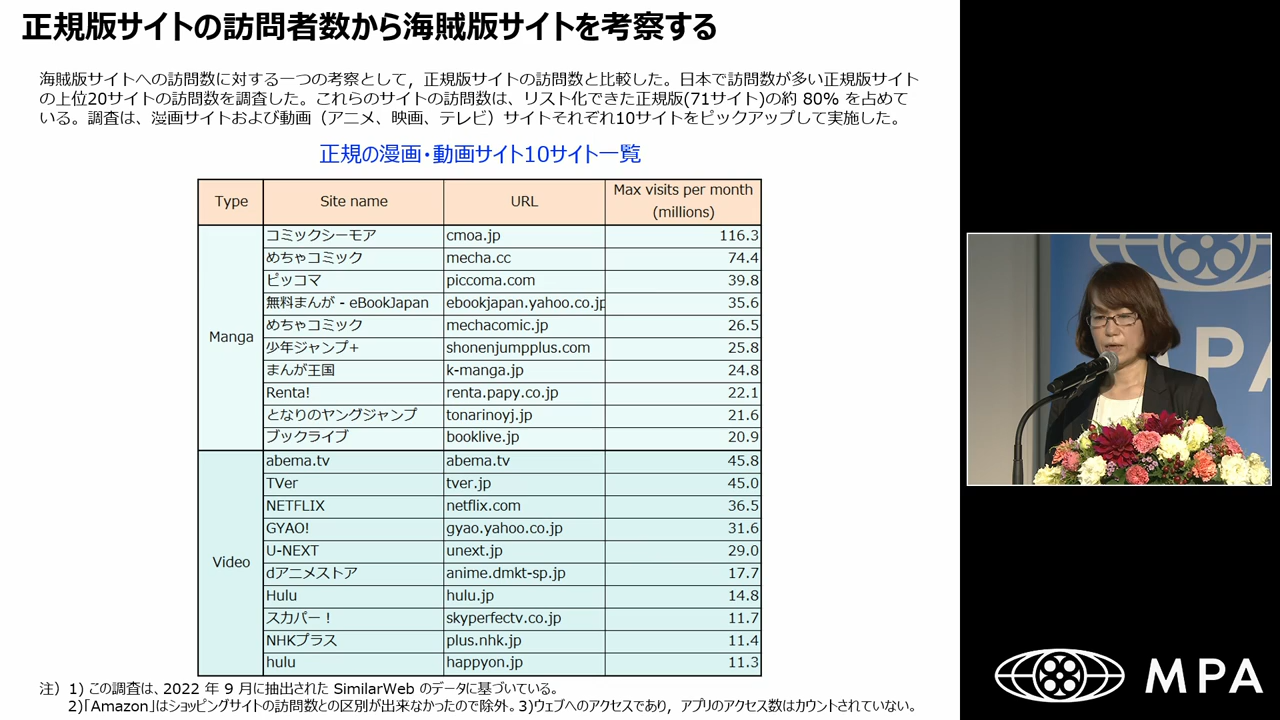 正規版サイトの訪問者数から海賊版サイトを考察する
海賊版サイトへの訪問数に対する一つの考察として，正規版サイトの訪問数と比較した。日本で訪問数が多い正規版サイト
の上位20サイトの訪問数を調査した。これらのサイトの訪問数は、リスト化できた正規版(71サイト)の約 80% を占めて
いる。調査は、漫画サイトおよび動画（アニメ、映画、テレビ）サイトそれぞれ10サイトをピックアップして実施した。
正規の漫画・動画サイト10サイト一覧
Type Site name URL Max visits per month (millions)
Manga
コミックシーモア cmoa.jp 116.3
めちゃコミック mecha.cc 74.4
ピッコマ piccoma.com 39.8
無料まんが - eBookJapan ebookjapan.yahoo.co.jp 35.6
めちゃコミック mechacomic.jp 26.5
少年ジャンプ+ shonenjumpplus.com 25.8
まんが王国 k-manga.jp 24.8
Renta! renta.papy.co.jp 22.1
となりのヤングジャンプ tonarinoyj.jp 21.6
ブックライブ booklive.jp 20.9
Video
abema.tv abema.tv 45.8
TVer tver.jp 45.0
NETFLIX netflix.com 36.5
GYAO! gyao.yahoo.co.jp 31.6
U-NEXT unext.jp 29.0
dアニメストア anime.dmkt-sp.jp 17.7
Hulu hulu.jp 14.8
スカパー！ skyperfectv.co.jp 11.7
NHKプラス plus.nhk.jp 11.4
hulu happyon.jp 11.3
注）1) この調査は、2022 年 9 月に抽出された SimilarWeb のデータに基づいている。
2)「Amazon」はショッピングサイトの訪問数との区別が出来なかったので除外。3)ウェブへのアクセスであり，アプリのアクセス数はカウントされていない。
MPA
MPA